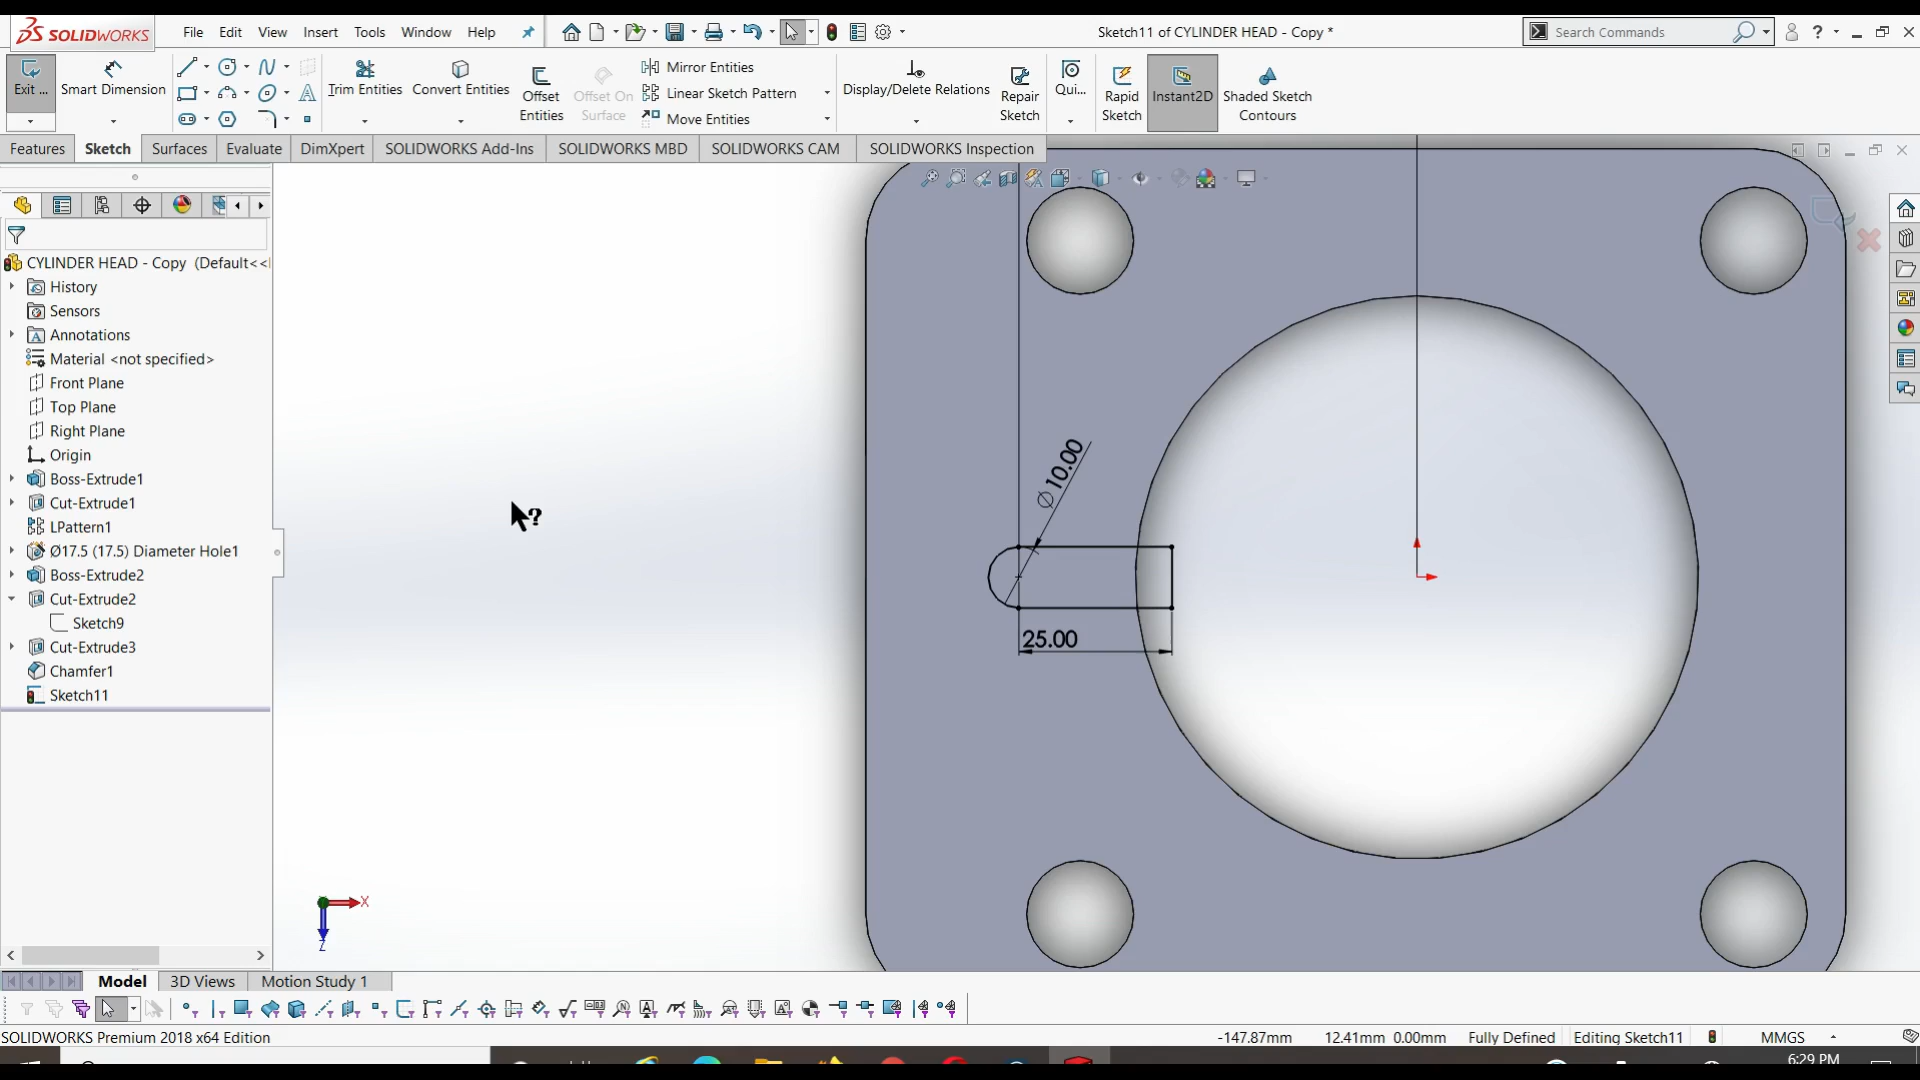 SOLIDWORKS File Edit View Insert Tools Window Help Sketch11 of CYLINDER HEAD - Copy * Search Commands ?
Exit ... Smart Dimension Trim Entities Convert Entities Offset Entities Offset On Surface Mirror Entities Linear Sketch Pattern Move Entities Display/Delete Relations Repair Sketch Qui... Rapid Sketch Instant2D Shaded Sketch Contours
Features Sketch Surfaces Evaluate DimXpert SOLIDWORKS Add-Ins SOLIDWORKS MBD SOLIDWORKS CAM SOLIDWORKS Inspection
CYLINDER HEAD - Copy (Default<<
History
Sensors
Annotations
Material <not specified>
Front Plane
Top Plane
Right Plane
Origin
Boss-Extrude1
Cut-Extrude1
LPattern1
Ø17.5 (17.5) Diameter Hole1
Boss-Extrude2
Cut-Extrude2
Sketch9
Cut-Extrude3
Chamfer1
Sketch11
Ø10.00
25.00
X
Z
Model 3D Views Motion Study 1
SOLIDWORKS Premium 2018 x64 Edition -147.87mm 12.41mm 0.00mm Fully Defined Editing Sketch11 MMGS
6:29 PM